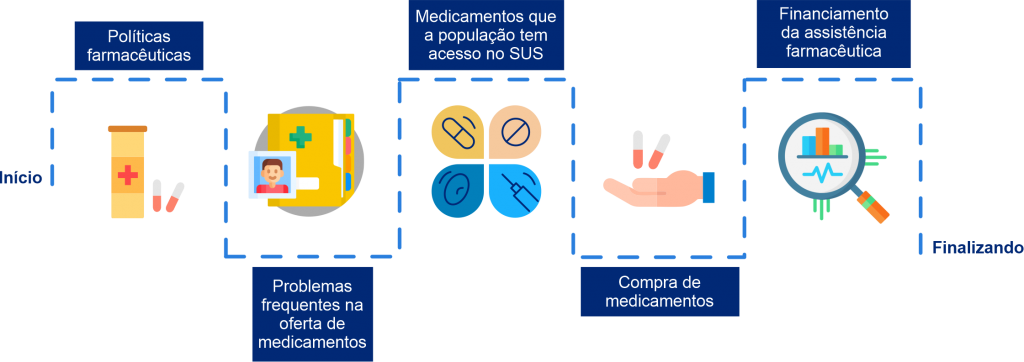 Início
Políticas
farmacêuticas
Problemas
frequentes na
oferta de
medicamentos
Medicamentos que
a população tem
acesso no SUS
Compra de
medicamentos
Financiamento
da assistência
farmacêutica
Finalizando